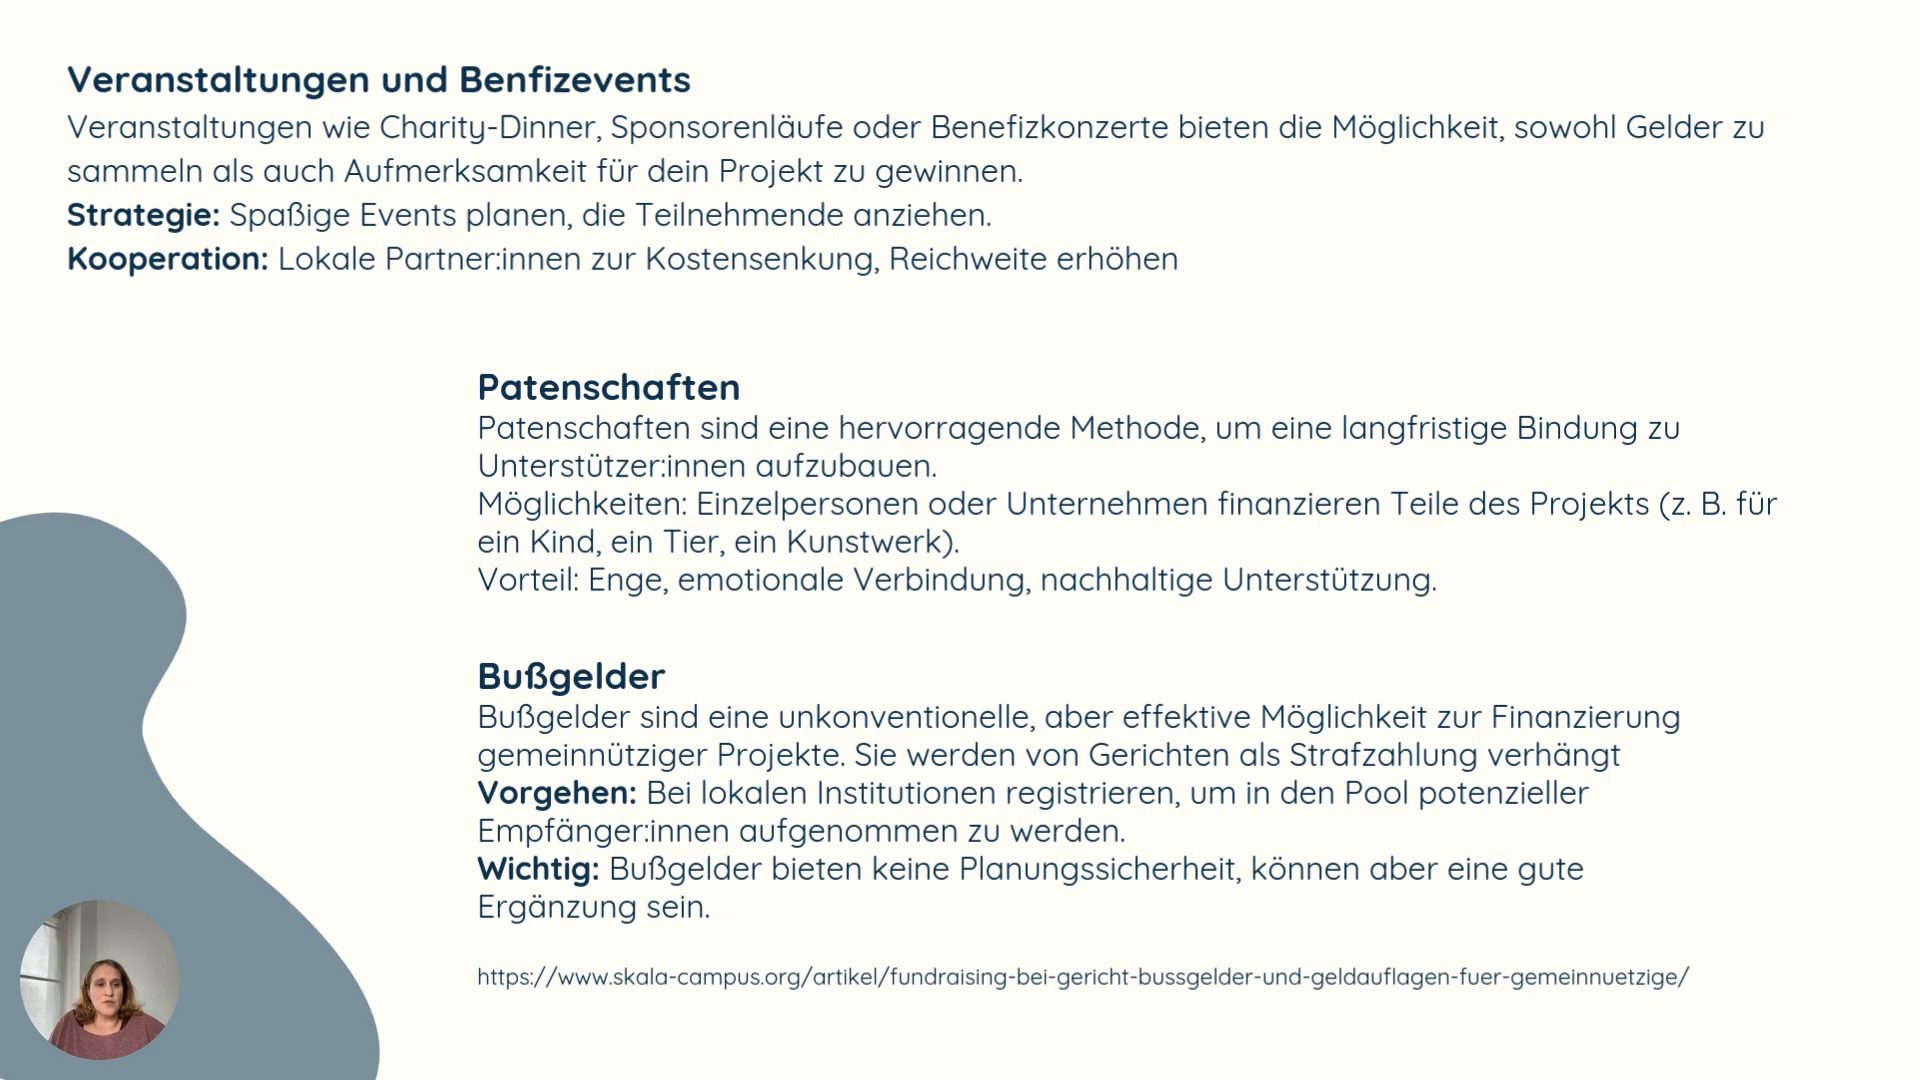 Veranstaltungen und Benfizevents
Veranstaltungen wie Charity-Dinner, Sponsorenläufe oder Benefizkonzerte bieten die Möglichkeit, sowohl Gelder zu
sammeln als auch Aufmerksamkeit für dein Projekt zu gewinnen.
Strategie: Spaßige Events planen, die Teilnehmende anziehen.
Kooperation: Lokale Partner:innen zur Kostensenkung, Reichweite erhöhen
Patenschaften
Patenschaften sind eine hervorragende Methode, um eine langfristige Bindung zu
Unterstützer:innen aufzubauen.
Möglichkeiten: Einzelpersonen oder Unternehmen finanzieren Teile des Projekts (z. B. für
ein Kind, ein Tier, ein Kunstwerk).
Vorteil: Enge, emotionale Verbindung, nachhaltige Unterstützung.
Bußgelder
Bußgelder sind eine unkonventionelle, aber effektive Möglichkeit zur Finanzierung
gemeinnütziger Projekte. Sie werden von Gerichten als Strafzahlung verhängt
Vorgehen: Bei lokalen Institutionen registrieren, um in den Pool potenzieller
Empfänger:innen aufgenommen zu werden.
Wichtig: Bußgelder bieten keine Planungssicherheit, können aber eine gute
Ergänzung sein.
https://www.skala-campus.org/artikel/fundraising-bei-gericht-bussgelder-und-geldauflagen-fuer-gemeinnuetzige/